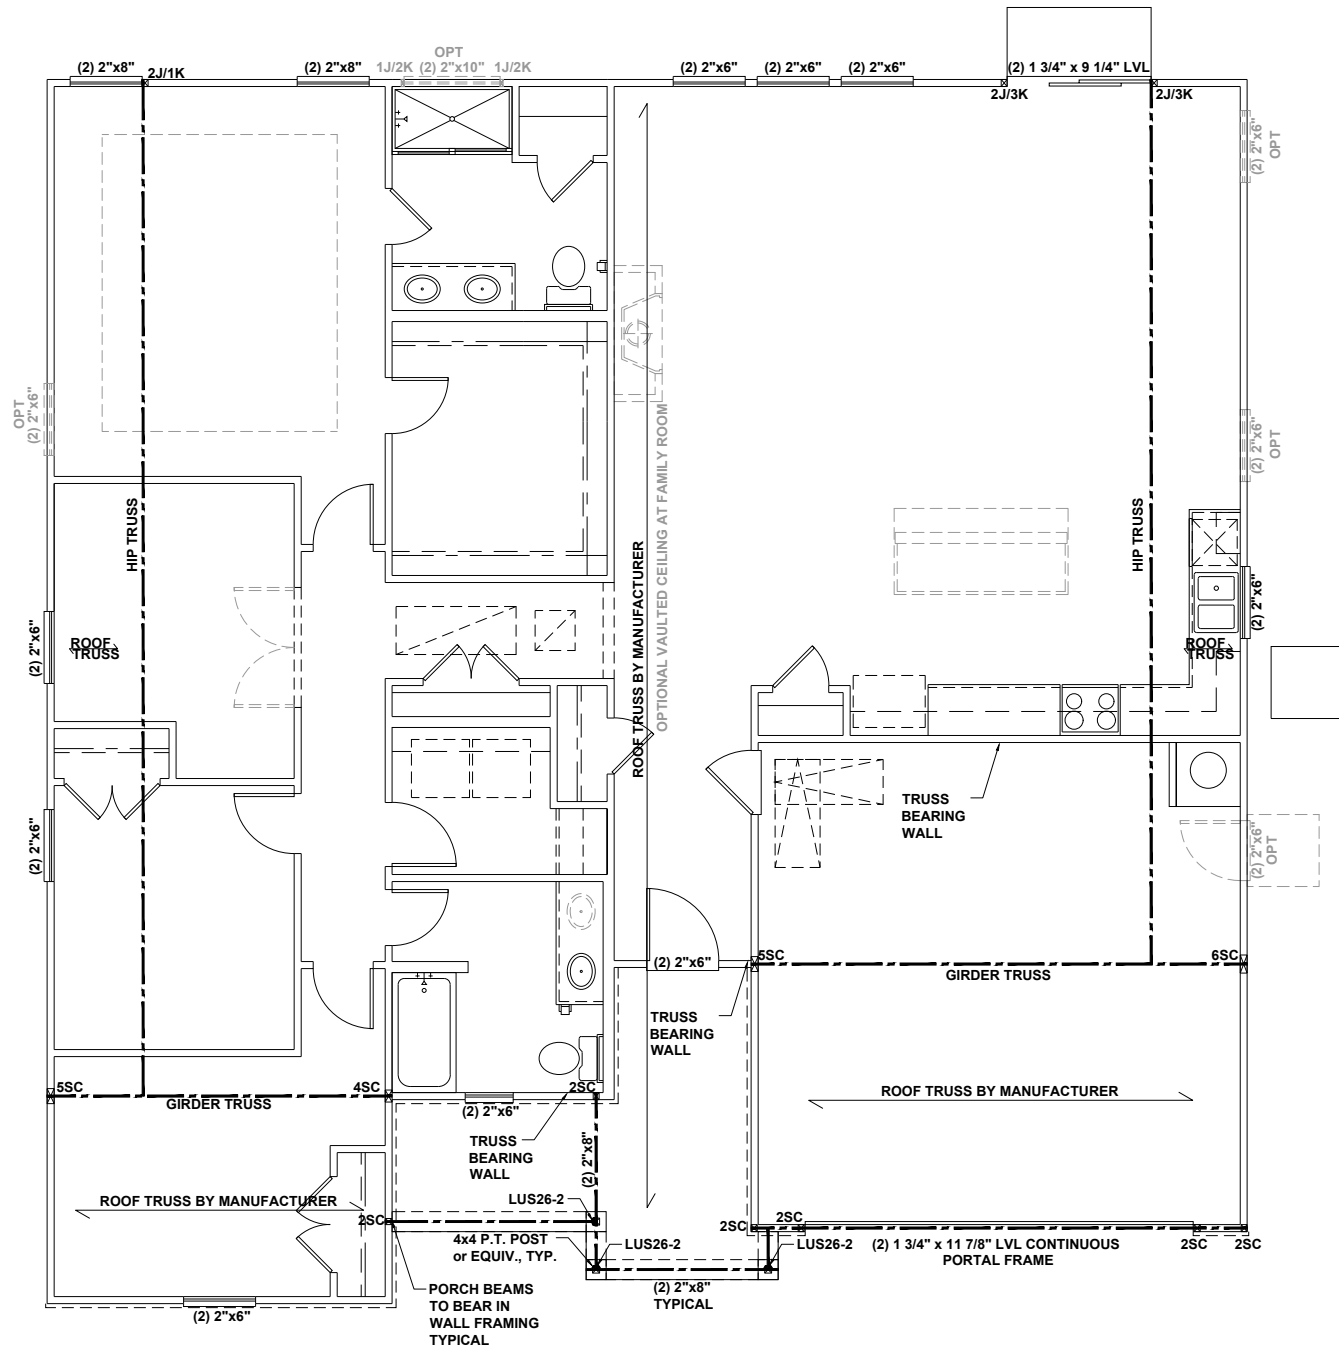 OPT
(2) 2"x8"
2J/1K
(2) 2"x8"
1J/2K
(2) 2"x10"
1J/2K
(2) 2"x6"
(2) 2"x6"
(2) 2"x6"
(2) 1 3/4" x 9 1/4" LVL
2J/3K
2J/3K
(2) 2"x6"
OPT
OPT
(2) 2"x6"
(2) 2"x6"
OPT
HIP TRUSS
HIP TRUSS
ROOF TRUSS BY MANUFACTURER
OPTIONAL VAULTED CEILING AT FAMILY ROOM
(2) 2"x6"
ROOF
TRUSS
ROOF
TRUSS
(2) 2"x6"
(2) 2"x6"
TRUSS
BEARING
WALL
(2) 2"x6"
OPT
5SC
(2) 2"x6"
6SC
GIRDER TRUSS
TRUSS
BEARING
WALL
5SC
4SC
GIRDER TRUSS
2SC
(2) 2"x6"
ROOF TRUSS BY MANUFACTURER
TRUSS
BEARING
WALL
(2) 2"x8"
ROOF TRUSS BY MANUFACTURER
LUS26-2
2SC
2SC
2SC
4x4 P.T. POST
or EQUIV., TYP.
LUS26-2
LUS26-2
(2) 1 3/4" x 11 7/8" LVL CONTINUOUS
PORTAL FRAME
2SC
2SC
(2) 2"x8"
TYPICAL
PORCH BEAMS
TO BEAR IN
WALL FRAMING
TYPICAL
(2) 2"x6"